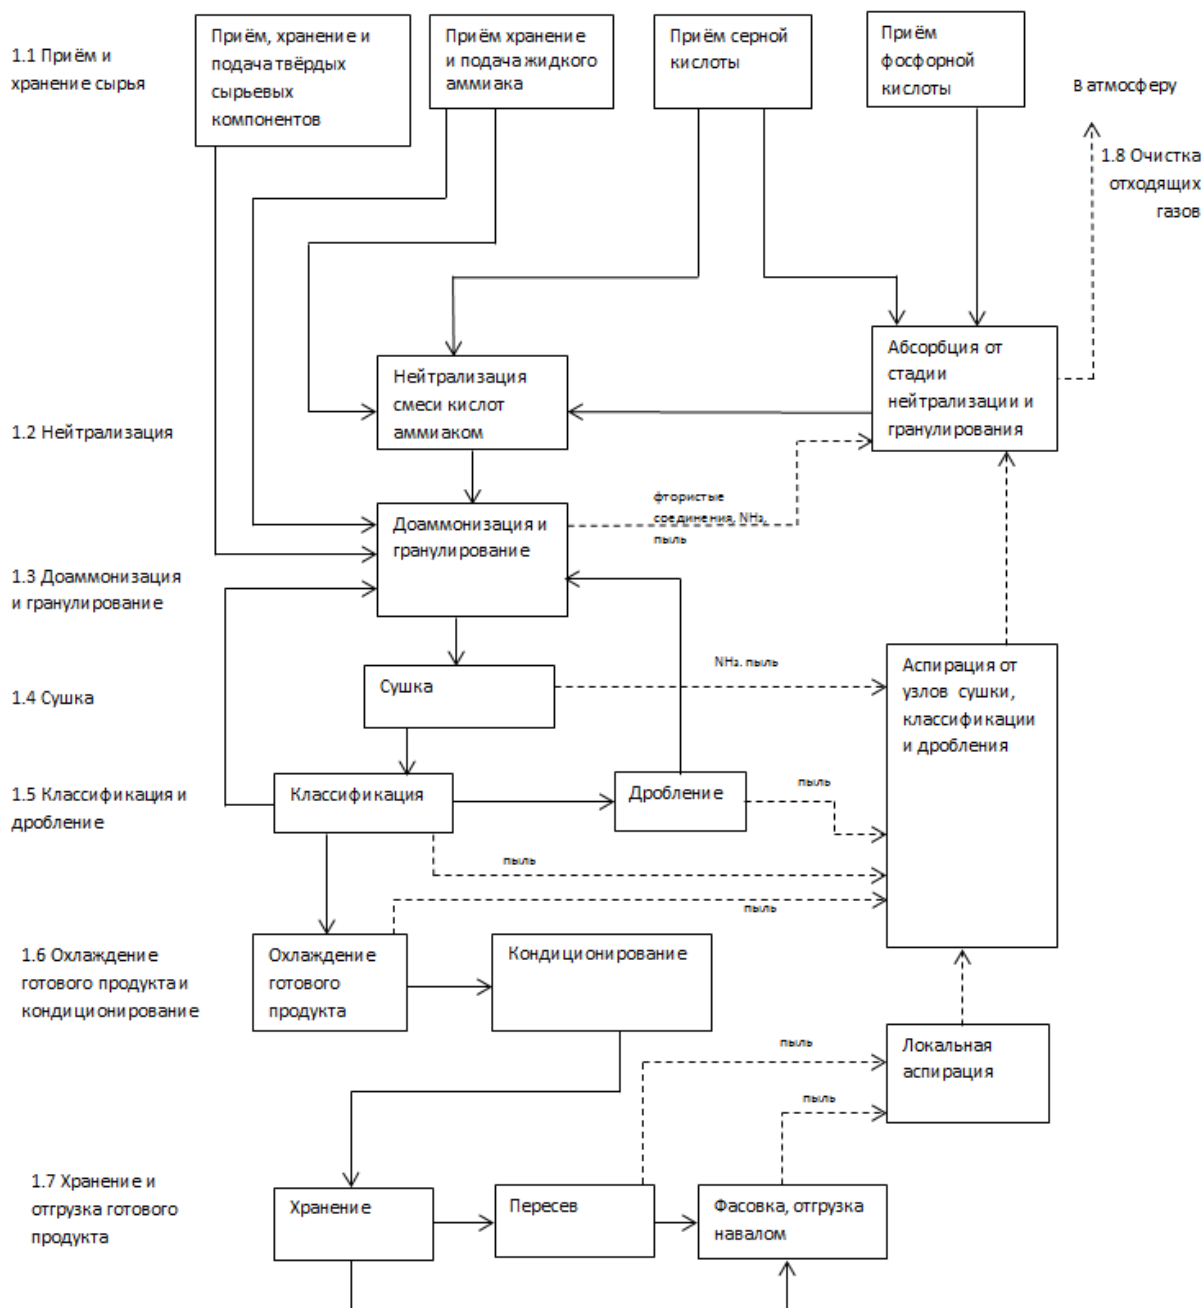 1.1 Приём и
хранение сырья
Приём, хранение и
подача твёрдых
сырьевых
компонентов
Приём хранение
и подача жидкого
аммиака
Приём серной
кислоты
Приём
фосфорной
кислоты
В атмосферу
1.8 Очистка
отходящих
газов
Нейтрализация
смеси кислот
аммиаком
Абсорбция от
стадии
нейтрализации и
гранулирования
1.2 Нейтрализация
Доаммонизация и
гранулирование
фтористые
соединения, NH₃,
пыль
1.3 Доаммонизация
и гранулирование
1.4 Сушка
Сушка
NH₃. пыль
Аспирация от
узлов сушки,
классификации
и дробления
1.5 Классификация и
дробление
Классификация
Дробление
пыль
пыль
пыль
1.6 Охлаждение
готового продукта и
кондиционирование
Охлаждение
готового
продукта
Кондиционирование
пыль
Локальная
аспирация
пыль
1.7 Хранение и
отгрузка готового
продукта
Хранение
Пересев
Фасовка, отгрузка
навалом